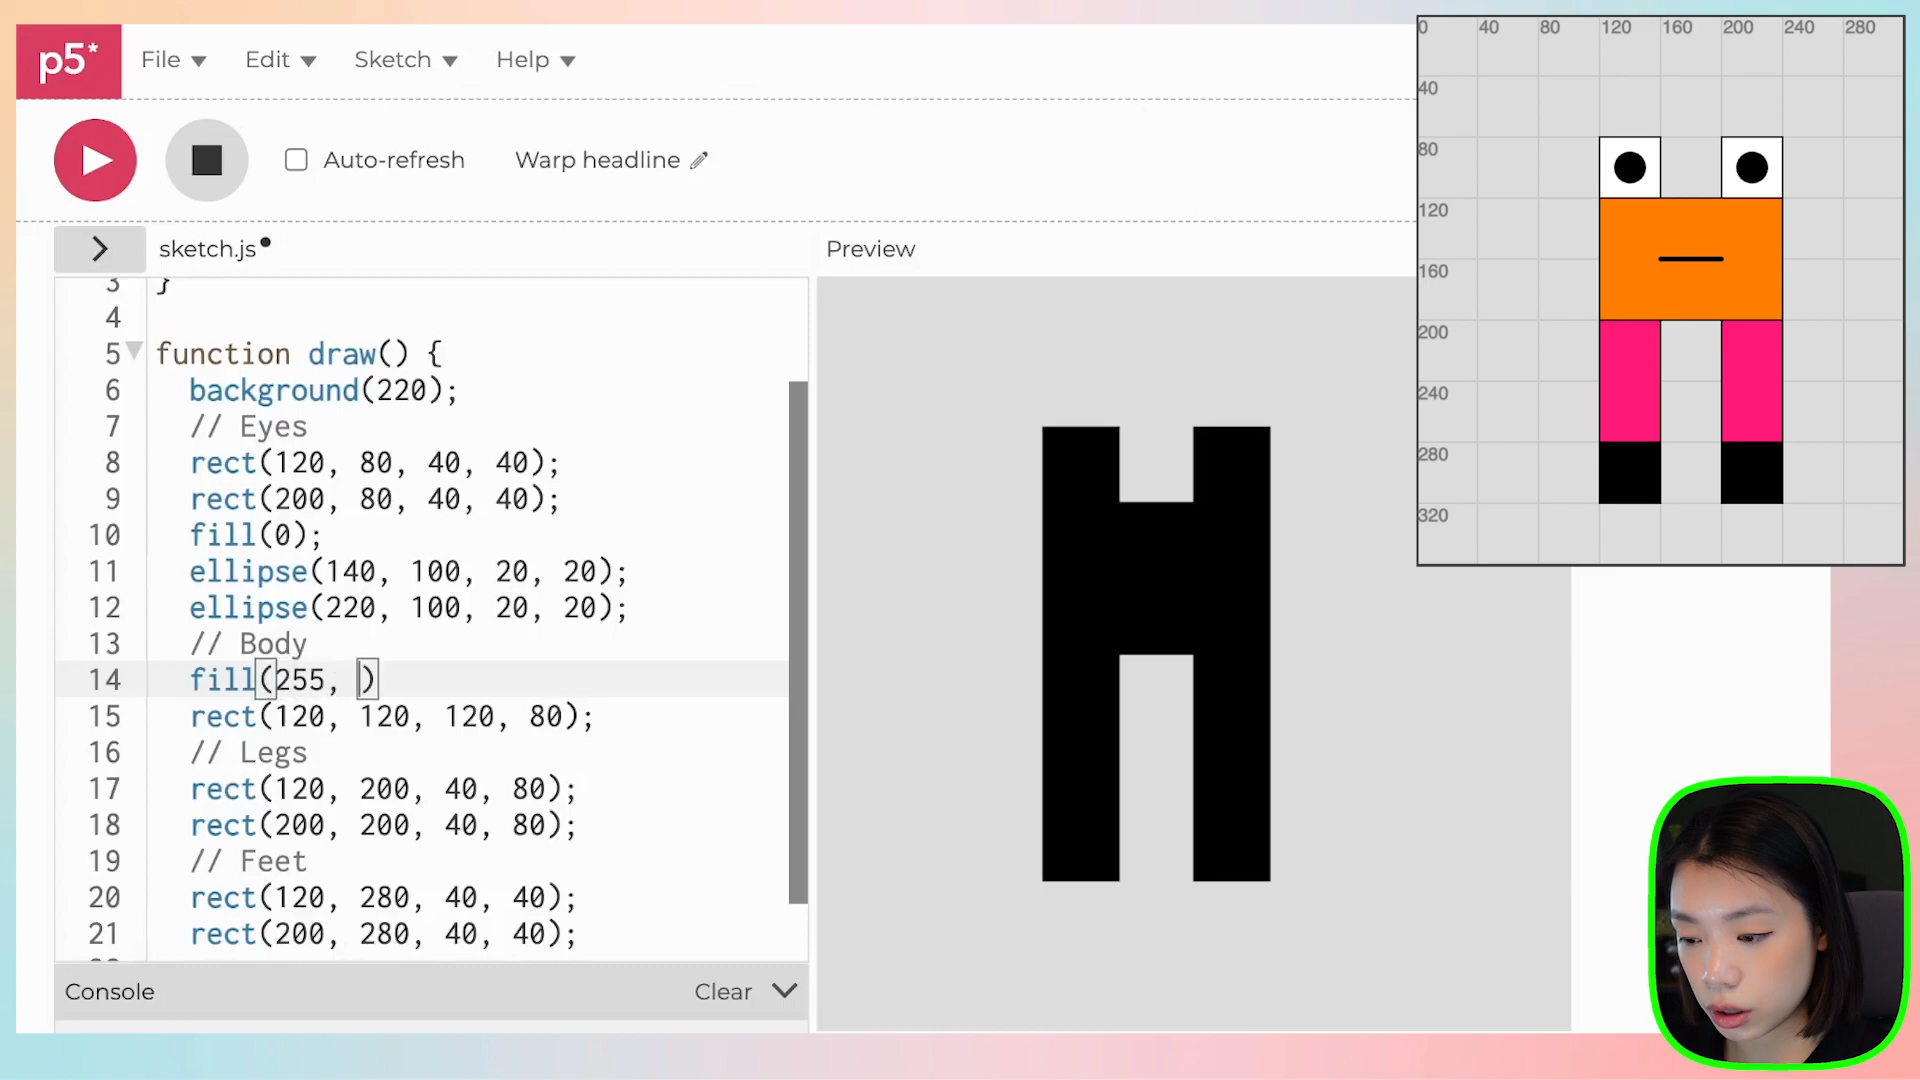 p5*
File Edit Sketch Help
Auto-refresh
Warp headline
sketch.js
Preview
3 }
4
5 function draw() {
6 background(220);
7 // Eyes
8 rect(120, 80, 40, 40);
9 rect(200, 80, 40, 40);
10 fill(0);
11 ellipse(140, 100, 20, 20);
12 ellipse(220, 100, 20, 20);
13 // Body
14 fill(255, )
15 rect(120, 120, 120, 80);
16 // Legs
17 rect(120, 200, 40, 80);
18 rect(200, 200, 40, 80);
19 // Feet
20 rect(120, 280, 40, 40);
21 rect(200, 280, 40, 40);
Console
Clear
0 40 80 120 160 200 240 280
40
80
120
160
200
240
280
320